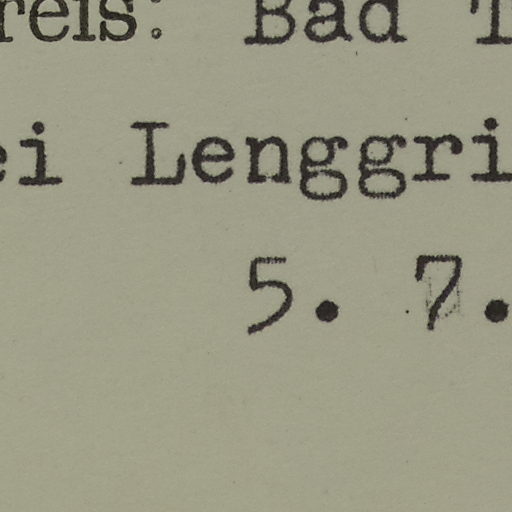 reis: Bad T
ei Lenggri
5. 7.